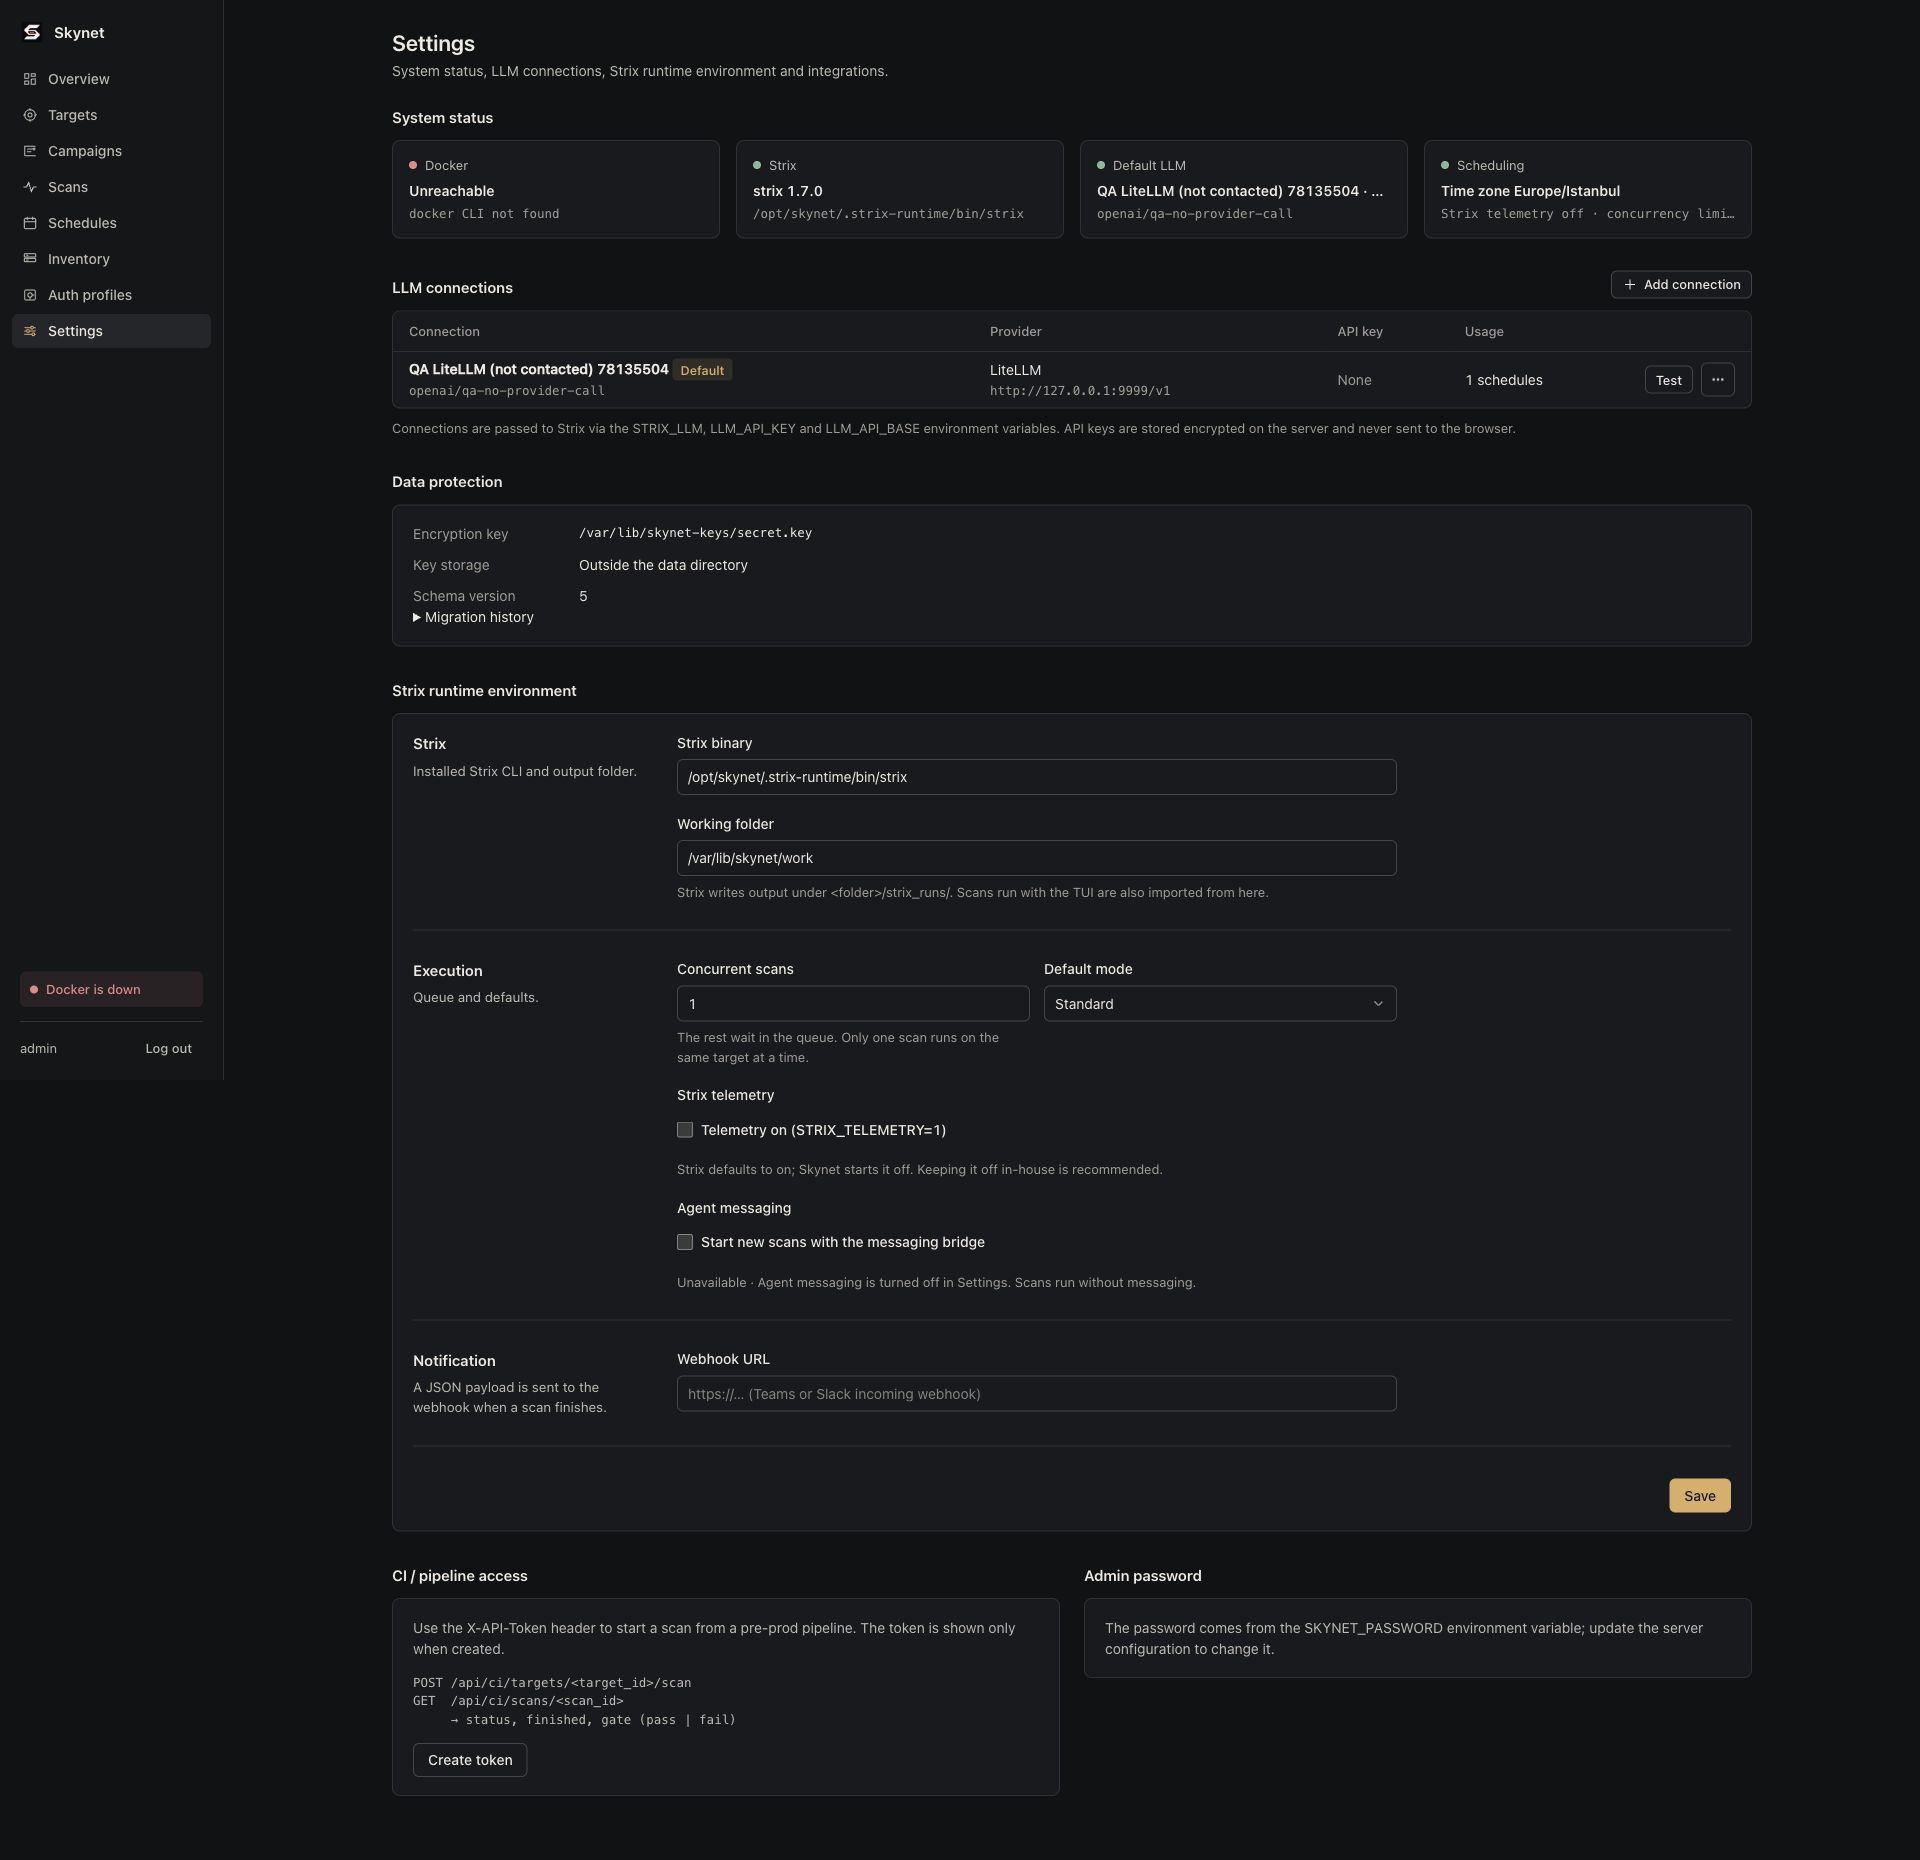 Skynet
Overview
Targets
Campaigns
Scans
Schedules
Inventory
Auth profiles
Settings
Docker is down
admin
Log out
Settings
System status, LLM connections, Strix runtime environment and integrations.
System status
Docker
Unreachable
docker CLI not found
Strix
strix 1.7.0
/opt/skynet/.strix-runtime/bin/strix
Default LLM
QA LiteLLM (not contacted) 78135504 · ...
openai/qa-no-provider-call
Scheduling
Time zone Europe/Istanbul
Strix telemetry off · concurrency limi…
LLM connections
+ Add connection
Connection Provider API key Usage
QA LiteLLM (not contacted) 78135504 Default
openai/qa-no-provider-call
LiteLLM
http://127.0.0.1:9999/v1
None
1 schedules
Test
···
Connections are passed to Strix via the STRIX_LLM, LLM_API_KEY and LLM_API_BASE environment variables. API keys are stored encrypted on the server and never sent to the browser.
Data protection
Encryption key /var/lib/skynet-keys/secret.key
Key storage Outside the data directory
Schema version 5
Migration history
Strix runtime environment
Strix
Installed Strix CLI and output folder.
Strix binary
/opt/skynet/.strix-runtime/bin/strix
Working folder
/var/lib/skynet/work
Strix writes output under <folder>/strix_runs/. Scans run with the TUI are also imported from here.
Execution
Queue and defaults.
Concurrent scans
1
The rest wait in the queue. Only one scan runs on the
same target at a time.
Default mode
Standard
Strix telemetry
Telemetry on (STRIX_TELEMETRY=1)
Strix defaults to on; Skynet starts it off. Keeping it off in-house is recommended.
Agent messaging
Start new scans with the messaging bridge
Unavailable · Agent messaging is turned off in Settings. Scans run without messaging.
Notification
A JSON payload is sent to the
webhook when a scan finishes.
Webhook URL
https://... (Teams or Slack incoming webhook)
Save
CI / pipeline access
Use the X-API-Token header to start a scan from a pre-prod pipeline. The token is shown only
when created.
POST /api/ci/targets/<target_id>/scan
GET /api/ci/scans/<scan_id>
→ status, finished, gate (pass | fail)
Create token
Admin password
The password comes from the SKYNET_PASSWORD environment variable; update the server
configuration to change it.